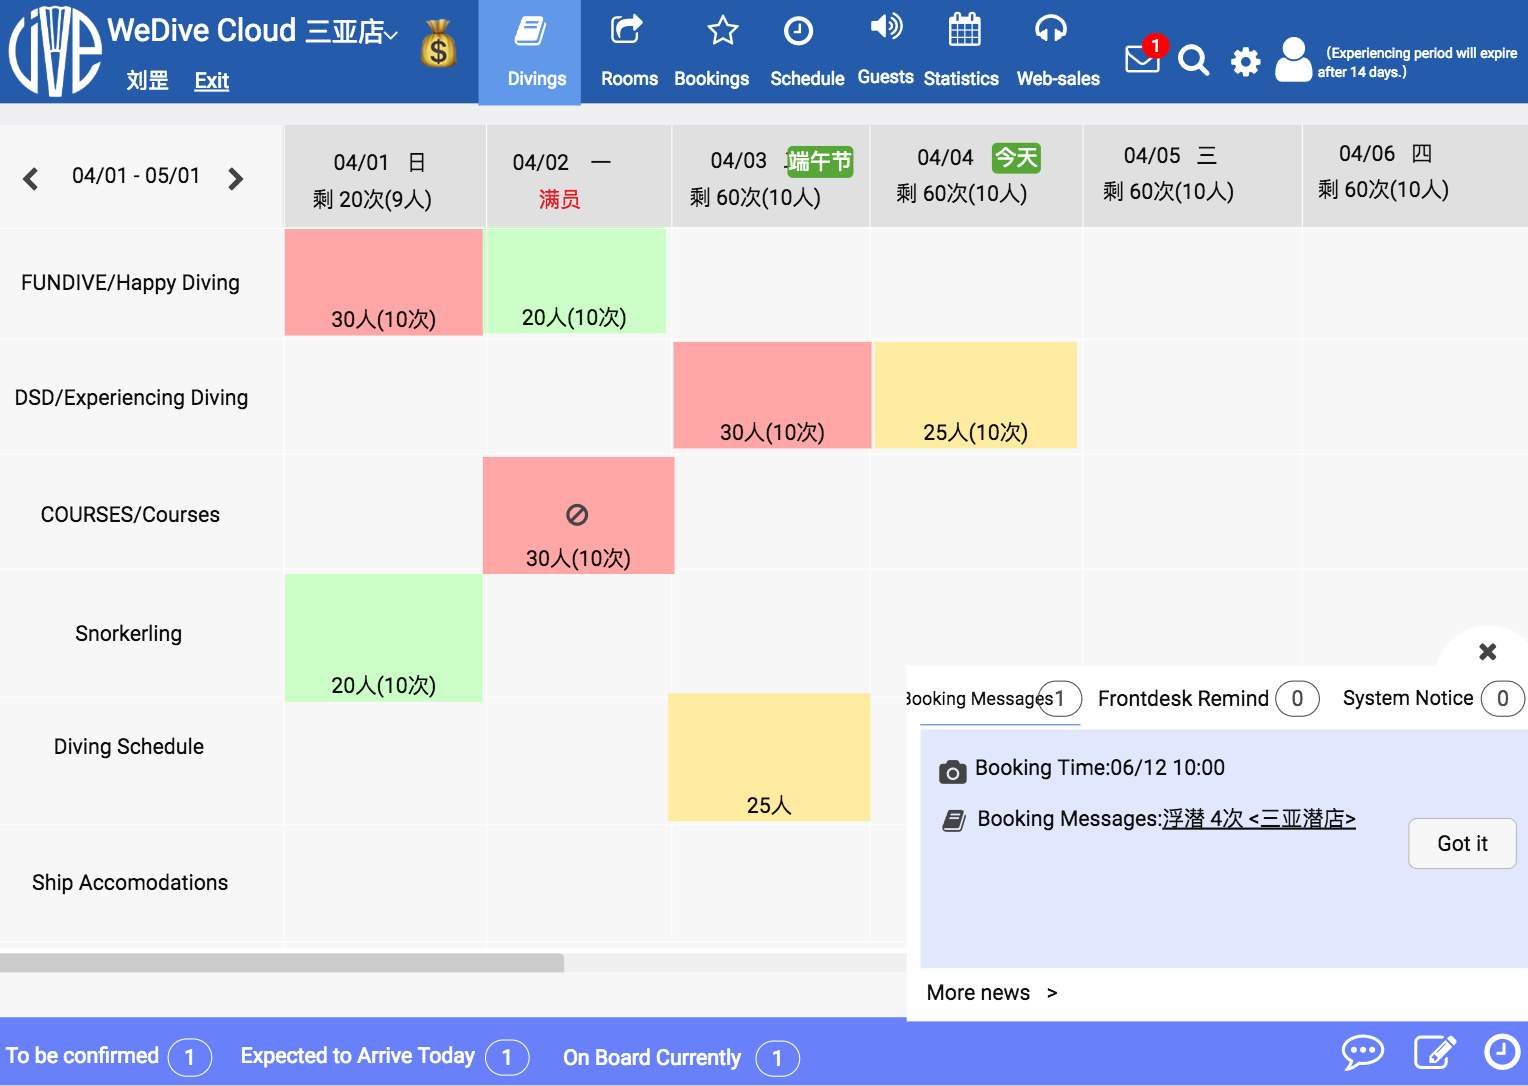 WeDive Cloud 三亚店
刘罡 Exit
Divings
Rooms
Bookings
Schedule
Guests
Statistics
Web-sales
1
(Experiencing period will expire
after 14 days.)
04/01 - 05/01
04/01 日
剩 20次(9人)
04/02 一
满员
04/03 端午节
剩 60次(10人)
04/04 今天
剩 60次(10人)
04/05 三
剩 60次(10人)
04/06 四
剩 60次(10人)
FUNDIVE/Happy Diving
30人(10次)
20人(10次)
DSD/Experiencing Diving
30人(10次)
25人(10次)
COURSES/Courses
30人(10次)
Snorkerling
20人(10次)
Diving Schedule
25人
Ship Accomodations
Booking Messages 1
Frontdesk Remind 0
System Notice 0
Booking Time:06/12 10:00
Booking Messages:浮潜 4次 <三亚潜店>
Got it
More news >
To be confirmed 1
Expected to Arrive Today 1
On Board Currently 1